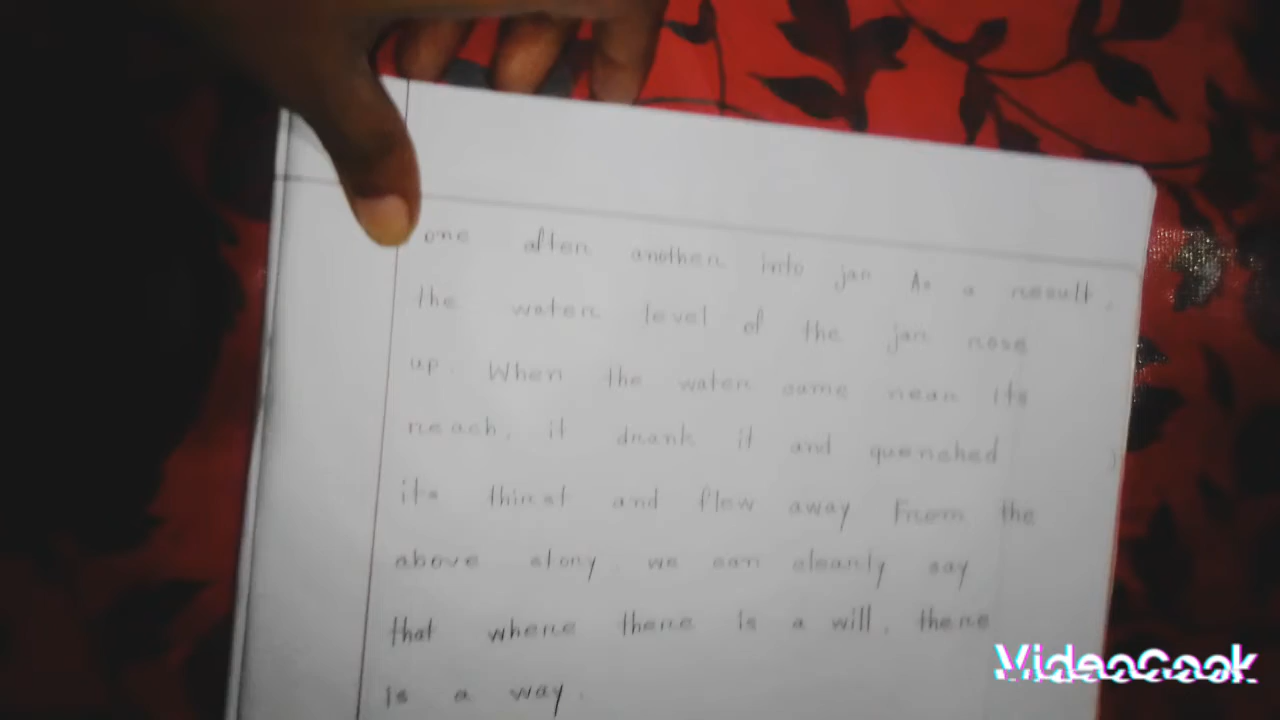 one after another into jar As a result,
the water level of the jar rose
up. When the water came near its
reach, it drank it and quenched
its thirst and flew away From the
above story, we can clearly say
that where there is a will, there
is a way.
VideoCook